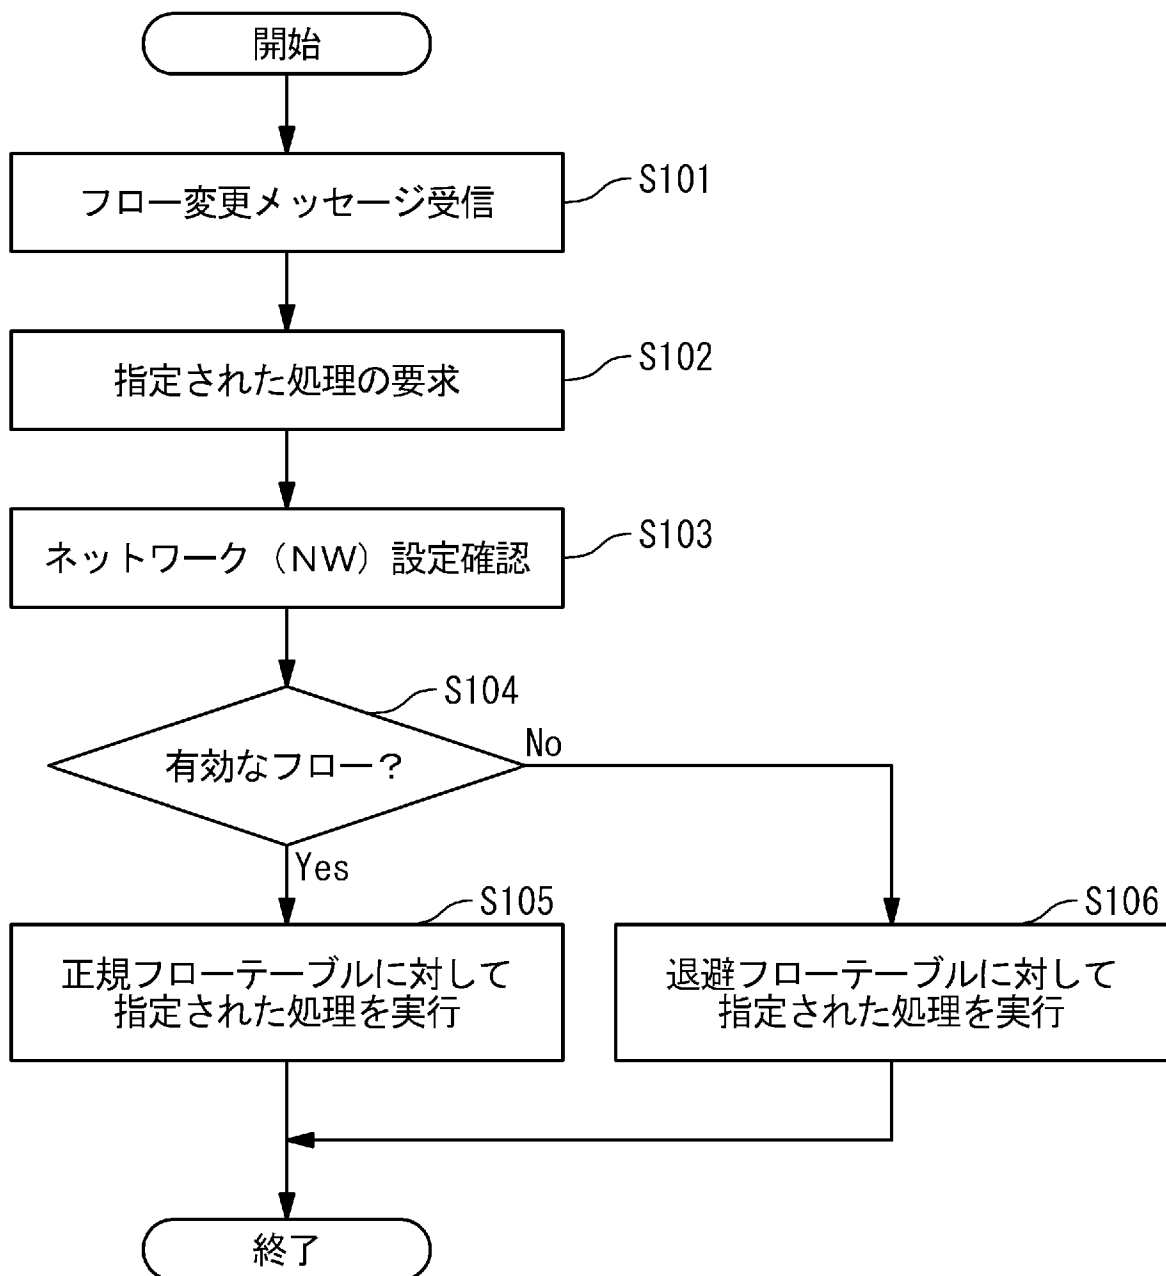 開始
フロー変更メッセージ受信
S101
指定された処理の要求
S102
ネットワーク（NW）設定確認
S103
S104
有効なフロー？
No
Yes
S105
正規フローテーブルに対して
指定された処理を実行
S106
退避フローテーブルに対して
指定された処理を実行
終了